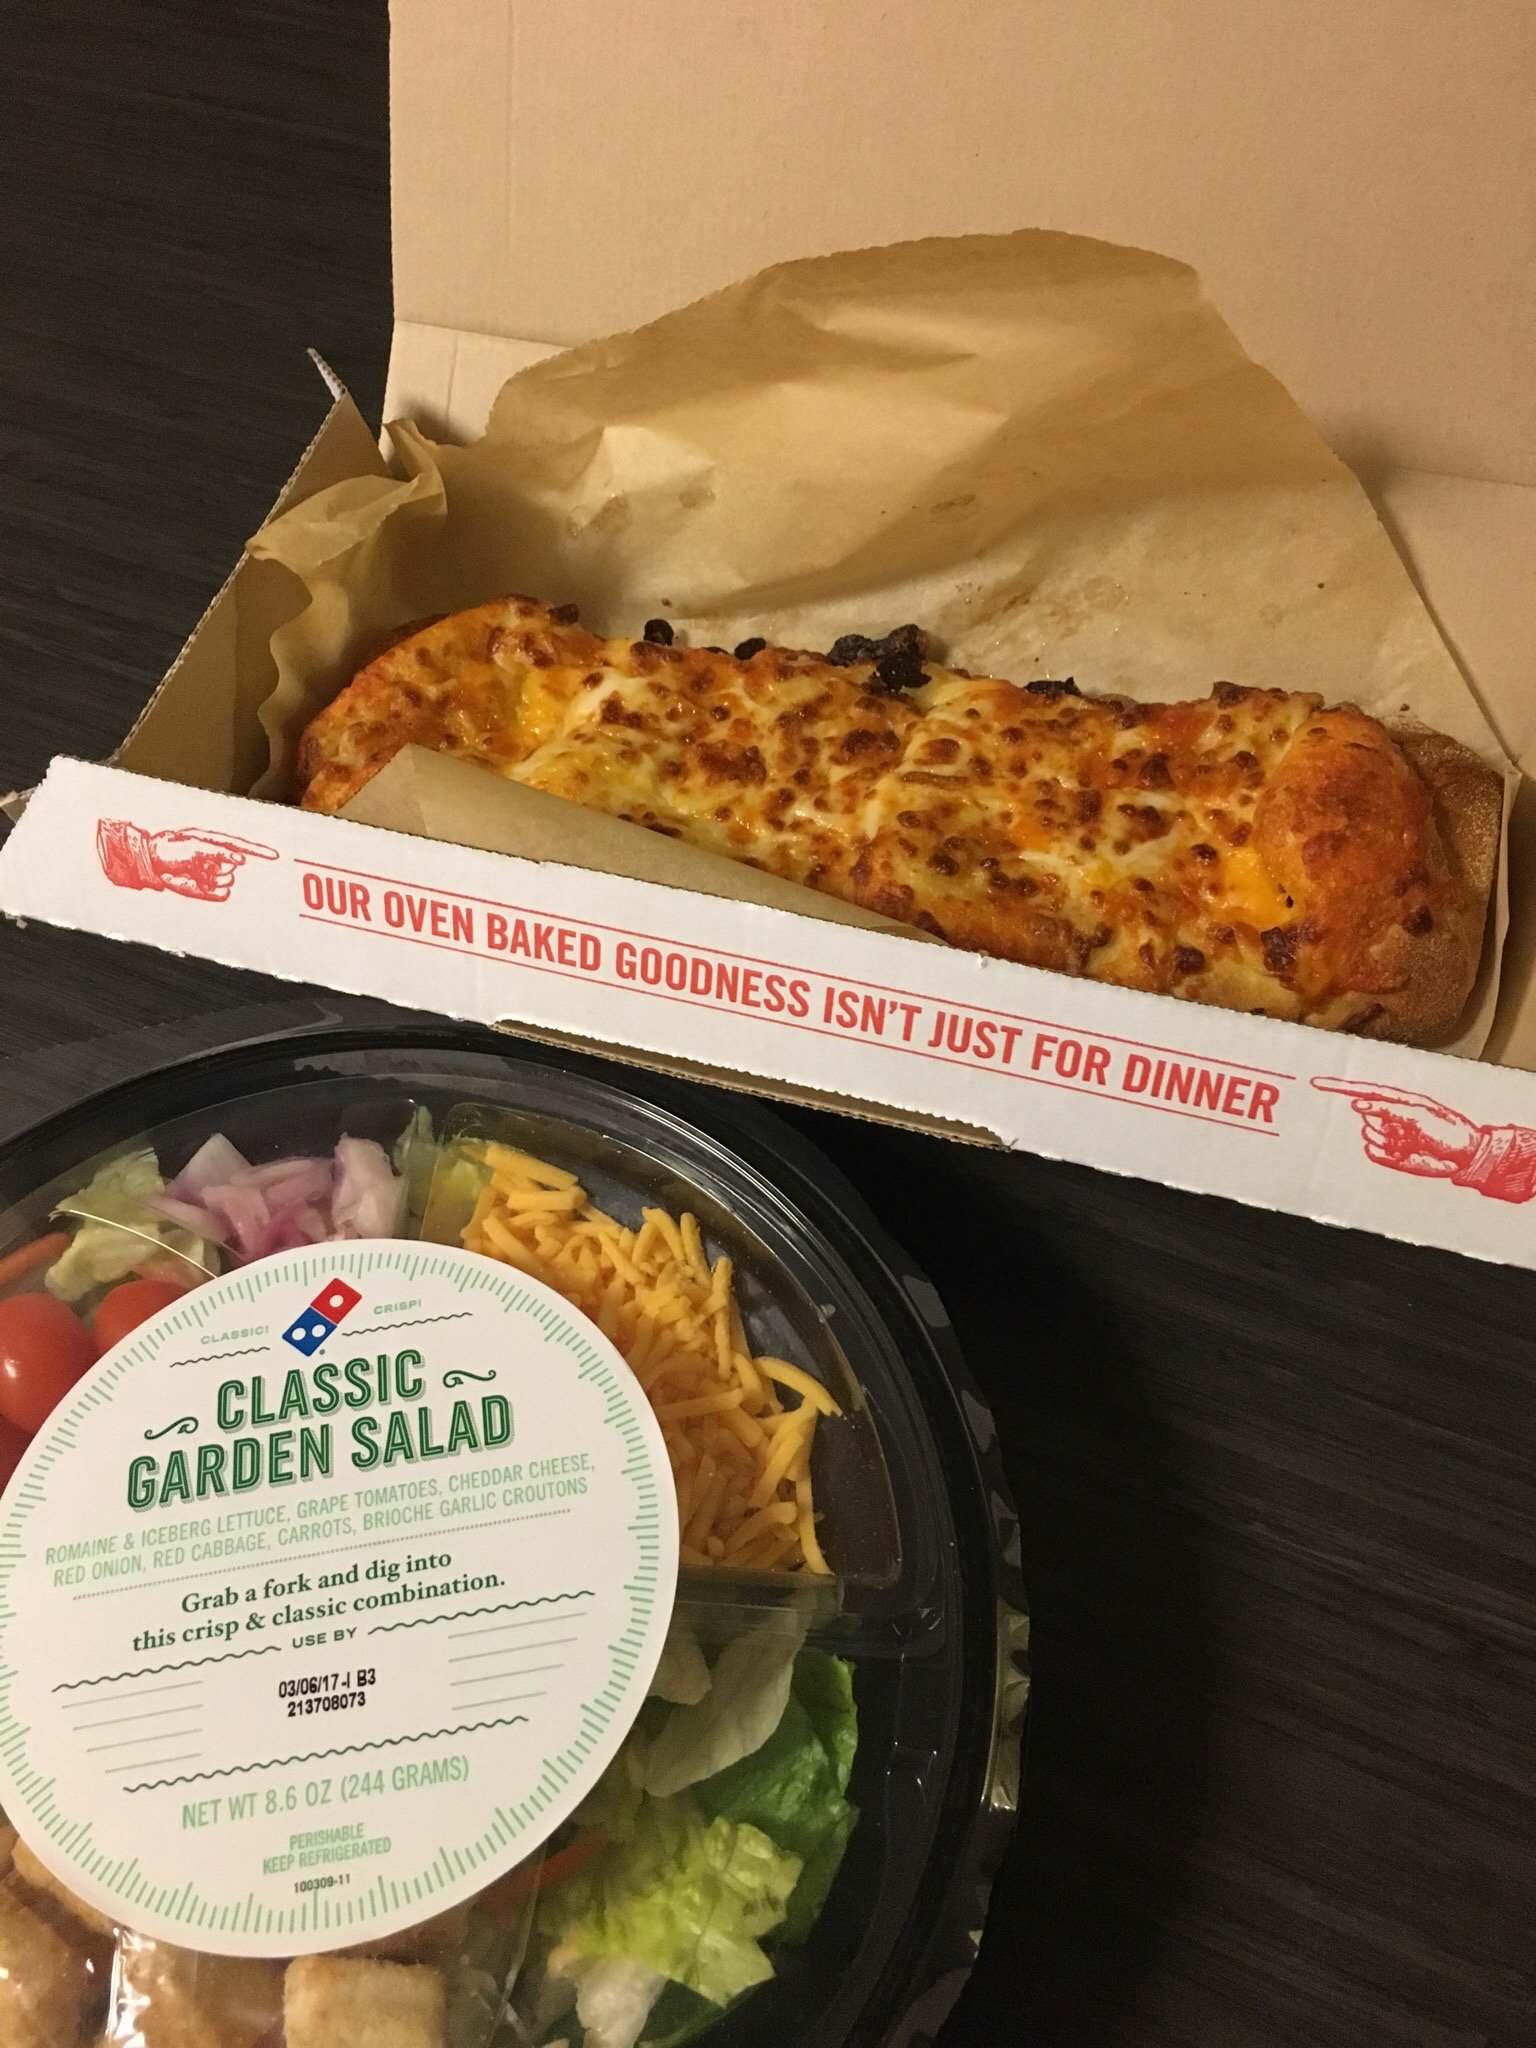 OUR OVEN BAKED GOODNESS ISN'T JUST FOR DINNER
CLASSIC! CRISP!
CLASSIC
GARDEN SALAD
ROMAINE & ICEBERG LETTUCE, GRAPE TOMATOES, CHEDDAR CHEESE,
RED ONION, RED CABBAGE, CARROTS, BRIOCHE GARLIC CROUTONS
Grab a fork and dig into
this crisp & classic combination.
USE BY
03/06/17-I B3
213708073
NET WT 8.6 OZ (244 GRAMS)
PERISHABLE
KEEP REFRIGERATED
100309-11